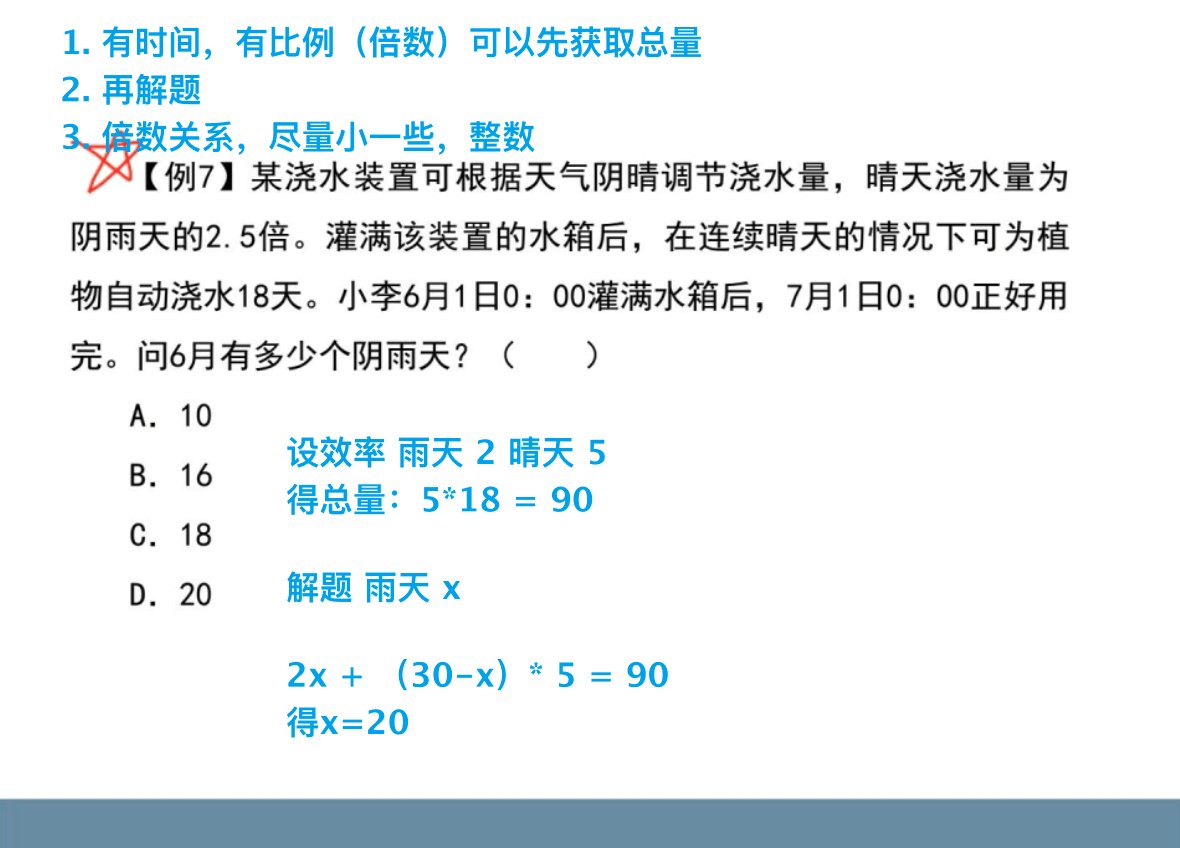 1. 有时间，有比例（倍数）可以先获取总量
2. 再解题
3. 倍数关系，尽量小一些，整数
【例7】某浇水装置可根据天气阴晴调节浇水量，晴天浇水量为
阴雨天的2.5倍。灌满该装置的水箱后，在连续晴天的情况下可为植
物自动浇水18天。小李6月1日0：00灌满水箱后，7月1日0：00正好用
完。问6月有多少个阴雨天？（　　）
A. 10
B. 16
C. 18
D. 20
设效率 雨天 2 晴天 5
得总量：5*18 = 90
解题 雨天 x
2x + （30-x）* 5 = 90
得x=20